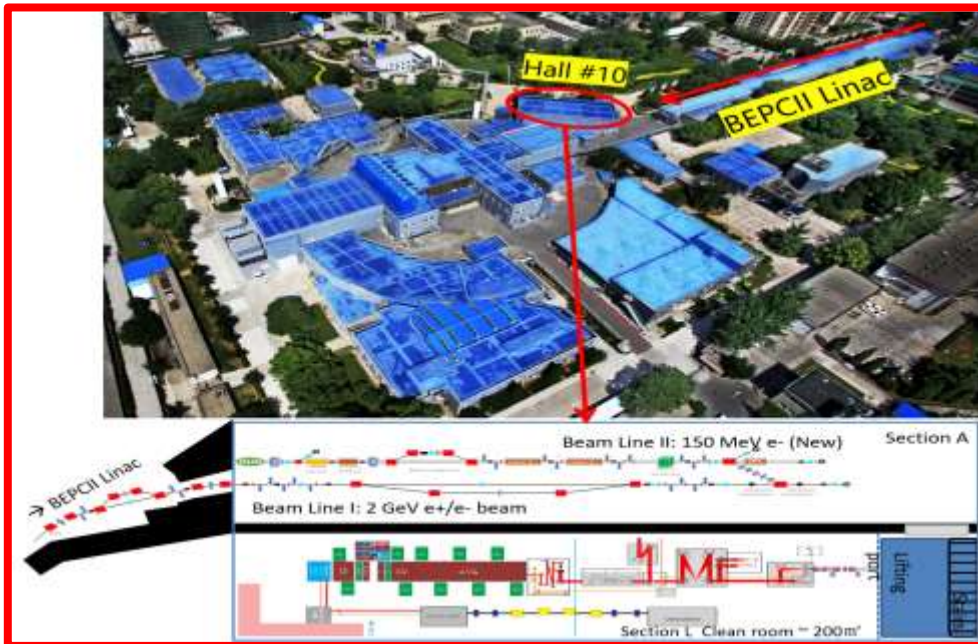 Hall #10
BEPCII Linac
Beam Line II: 150 MeV e- (New)
Section A
→ BEPCII Linac
Beam Line I: 2 GeV e+/e- beam
Lifting
port
Section L Clean room ~ 200㎡